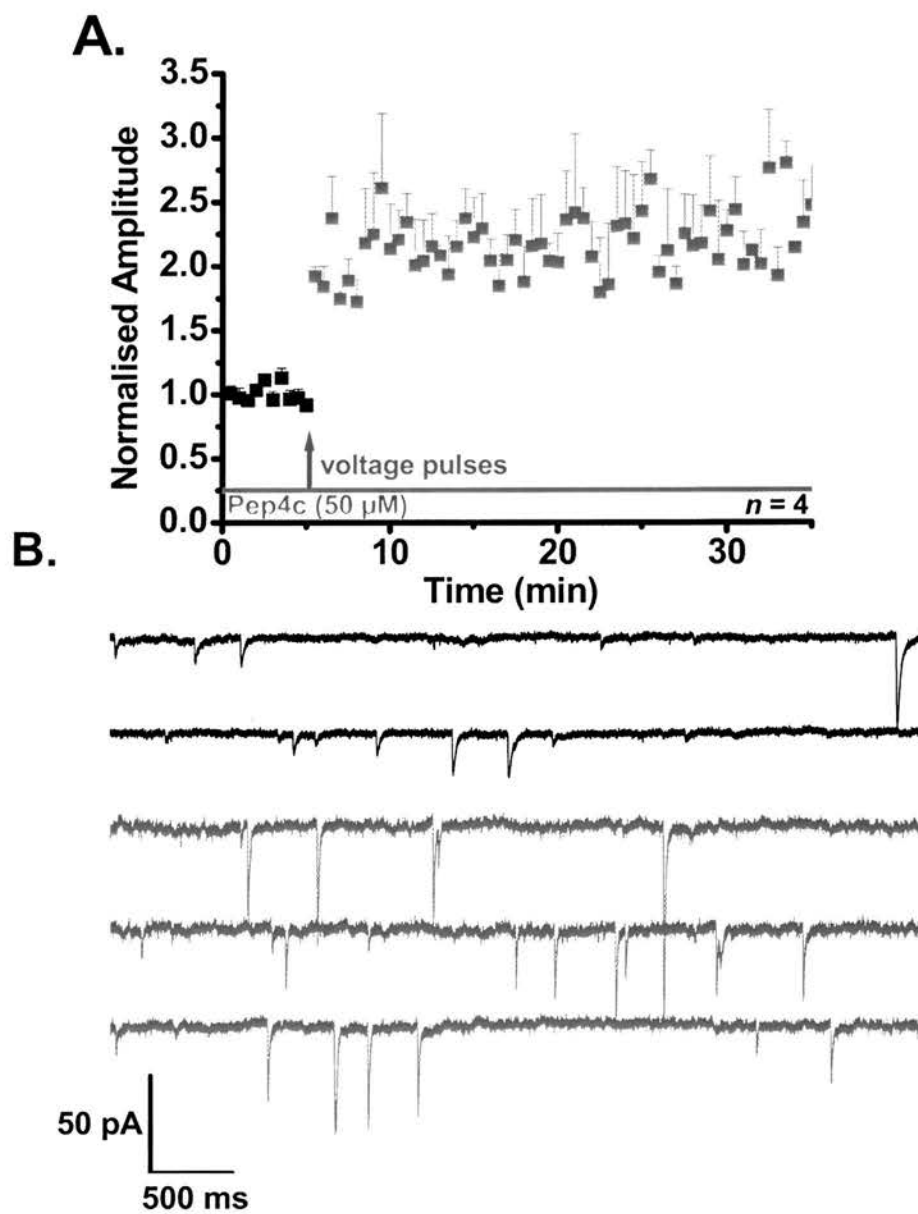 A.
Normalised Amplitude
3.5
3.0
2.5
2.0
1.5
1.0
0.5
0.0
voltage pulses
Pep4c (50 µM)
n = 4
0
10
20
30
Time (min)
B.
50 pA
500 ms